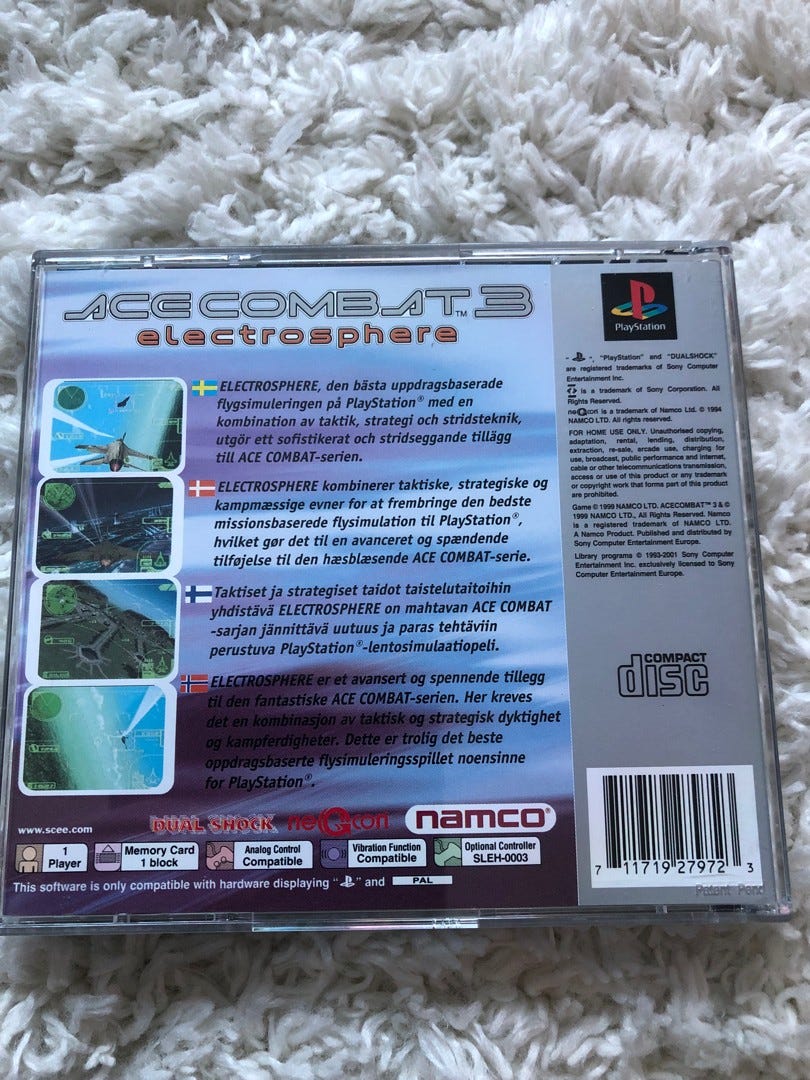 ACE COMBAT™ 3
electrosphere
ELECTROSPHERE, den bästa uppdragsbaserade
flygsimuleringen på PlayStation® med en
kombination av taktik, strategi och stridsteknik,
utgör ett sofistikerat och stridseggande tillägg
till ACE COMBAT-serien.
ELECTROSPHERE kombinerer taktiske, strategiske og
kampmæssige evner for at frembringe den bedste
missionsbaserede flysimulation til PlayStation®,
hvilket gør det til en avanceret og spændende
tilføjelse til den hæsblæsende ACE COMBAT-serie.
Taktiset ja strategiset taidot taistelutaitoihin
yhdistävä ELECTROSPHERE on mahtavan ACE COMBAT
-sarjan jännittävä uutuus ja paras tehtäviin
perustuva PlayStation®-lentosimulaatiopeli.
ELECTROSPHERE er et avansert og spennende tillegg
til den fantastiske ACE COMBAT-serien. Her kreves
det en kombinasjon av taktisk og strategisk dyktighet
og kampferdigheter. Dette er trolig det beste
oppdragsbaserte flysimuleringsspillet noensinne
for PlayStation®.
www.scee.com
DUAL SHOCK
neGcon
namco®
1
Player
Memory Card
1 block
Analog Control
Compatible
Vibration Function
Compatible
Optional Controller
SLEH-0003
This software is only compatible with hardware displaying “ ” and PAL
PlayStation
- , "PlayStation" and "DUALSHOCK"
are registered trademarks of Sony Computer
Entertainment Inc.
is a trademark of Sony Corporation. All
Rights Reserved.
neGcon is a trademark of Namco Ltd. © 1994
NAMCO LTD. All rights reserved.
FOR HOME USE ONLY. Unauthorised copying,
adaptation, rental, lending, distribution,
extraction, re-sale, arcade use, charging for
use, broadcast, public performance and internet,
cable or other telecommunications transmission,
access or use of this product or any trademark
or copyright work that forms part of this product
are prohibited.
Game © 1999 NAMCO LTD. ACECOMBAT™ 3 & ©
1999 NAMCO LTD., All Rights Reserved. Namco
is a registered trademark of NAMCO LTD.
A Namco Product. Published and distributed by
Sony Computer Entertainment Europe.
Library programs © 1993-2001 Sony Computer
Entertainment Inc. exclusively licensed to Sony
Computer Entertainment Europe.
COMPACT
disc
7 11719 27972 3
Patent Pend